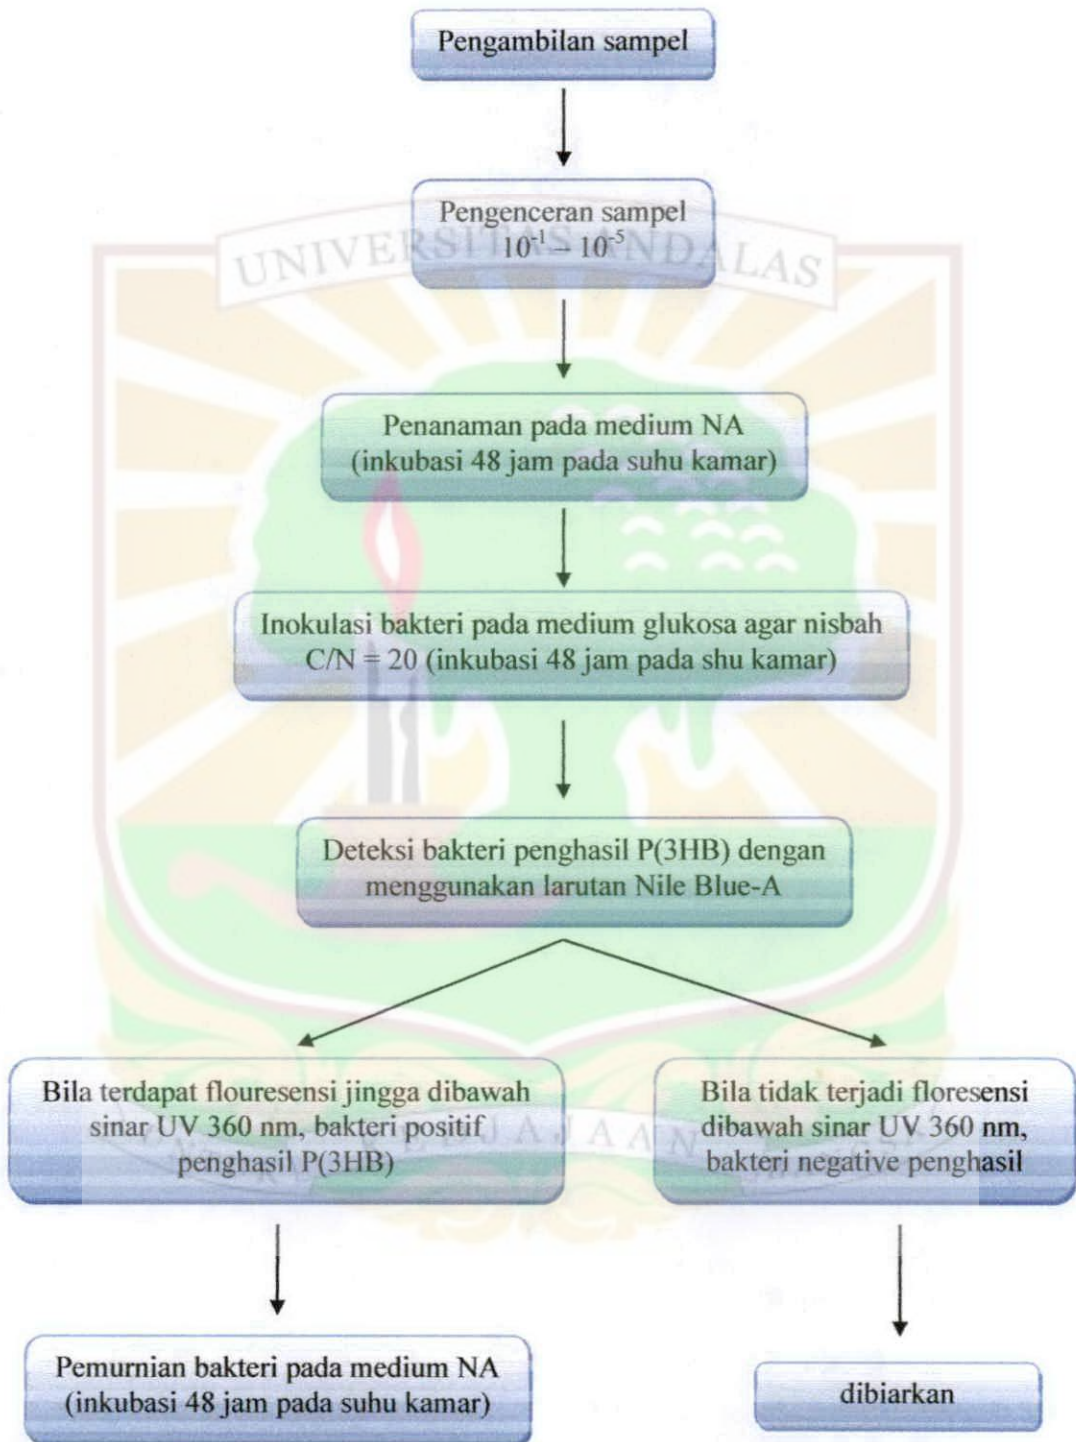 Pengambilan sampel
Pengenceran sampel
10⁻¹ – 10⁻⁵
UNIVERSITAS ANDALAS
Penanaman pada medium NA
(inkubasi 48 jam pada suhu kamar)
Inokulasi bakteri pada medium glukosa agar nisbah
C/N = 20 (inkubasi 48 jam pada shu kamar)
Deteksi bakteri penghasil P(3HB) dengan
menggunakan larutan Nile Blue-A
Bila terdapat flouresensi jingga dibawah
sinar UV 360 nm, bakteri positif
penghasil P(3HB)
Bila tidak terjadi floresensi
dibawah sinar UV 360 nm,
bakteri negative penghasil
KEDJAJAAN
Pemurnian bakteri pada medium NA
(inkubasi 48 jam pada suhu kamar)
dibiarkan